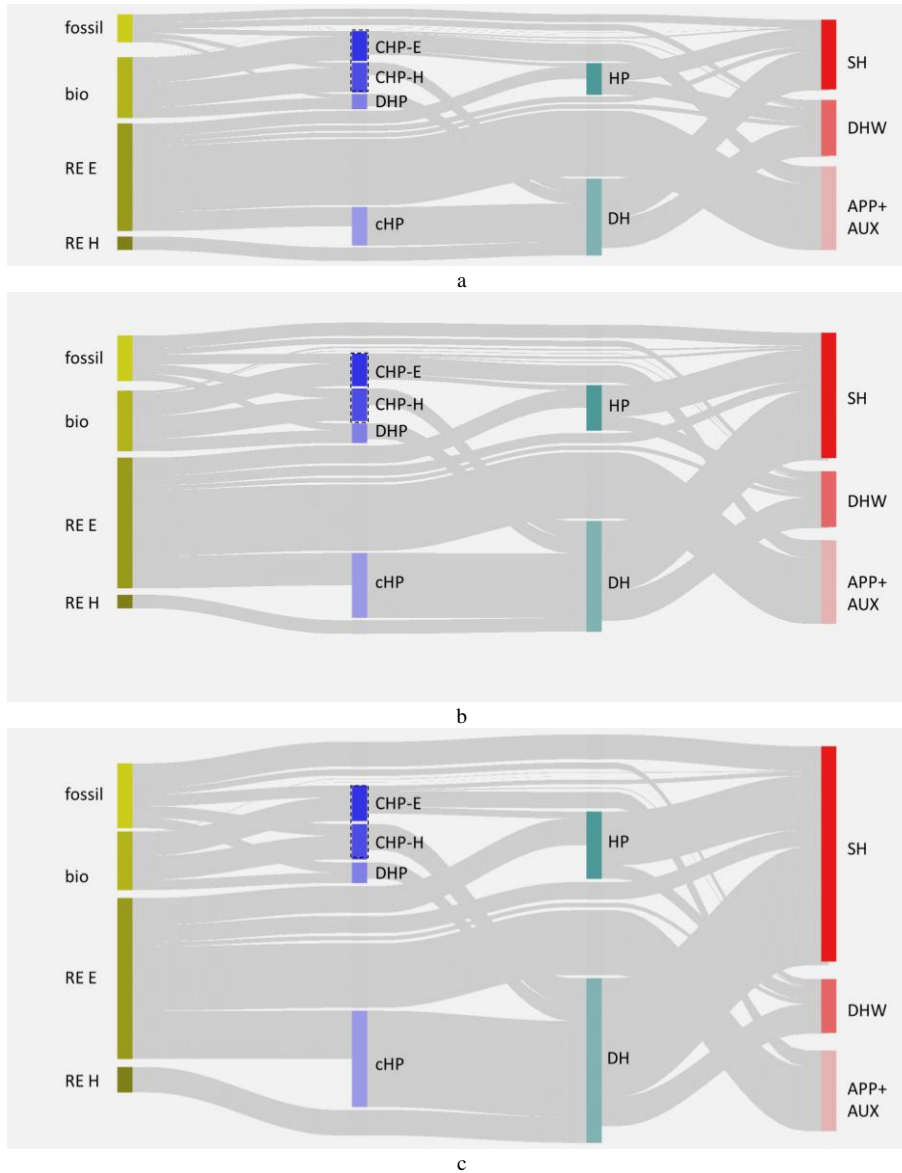 fossil
CHP-E
SH
CHP-H
HP
bio
DHP
DHW
RE E
APP+
cHP
DH
AUX
RE H
a
fossil
CHP-E
SH
CHP-H
HP
bio
DHP
DHW
RE E
cHP
DH
APP+
RE H
AUX
b
fossil
CHP-E
CHP-H
HP
SH
bio
DHP
RE E
DHW
cHP
DH
RE H
APP+
AUX
c